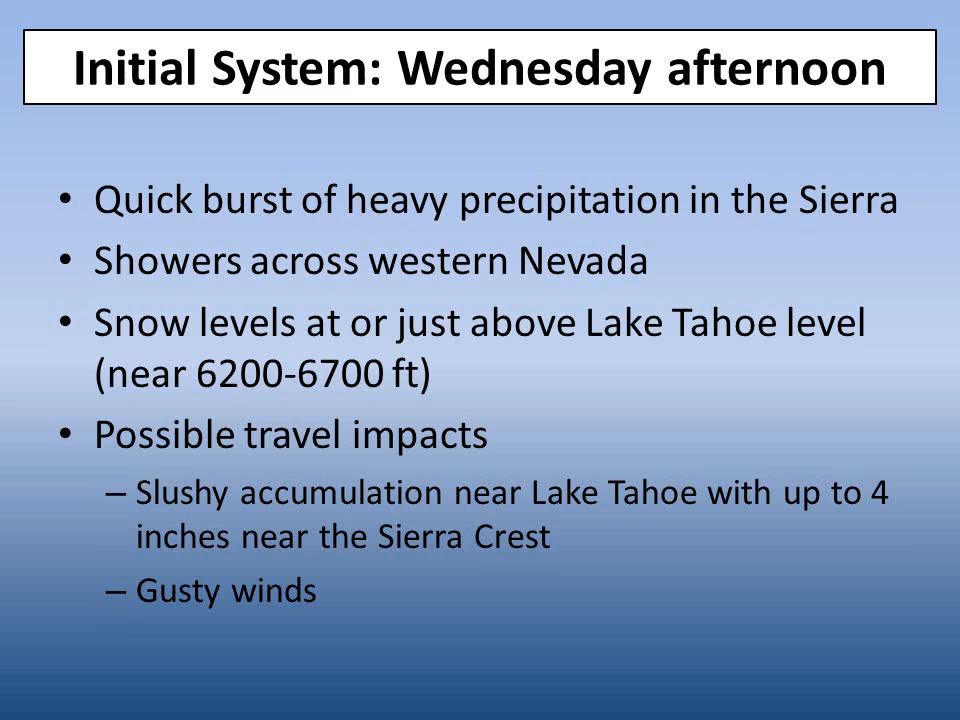 Initial System: Wednesday afternoon
• Quick burst of heavy precipitation in the Sierra
• Showers across western Nevada
• Snow levels at or just above Lake Tahoe level
(near 6200-6700 ft)
• Possible travel impacts
– Slushy accumulation near Lake Tahoe with up to 4
inches near the Sierra Crest
– Gusty winds